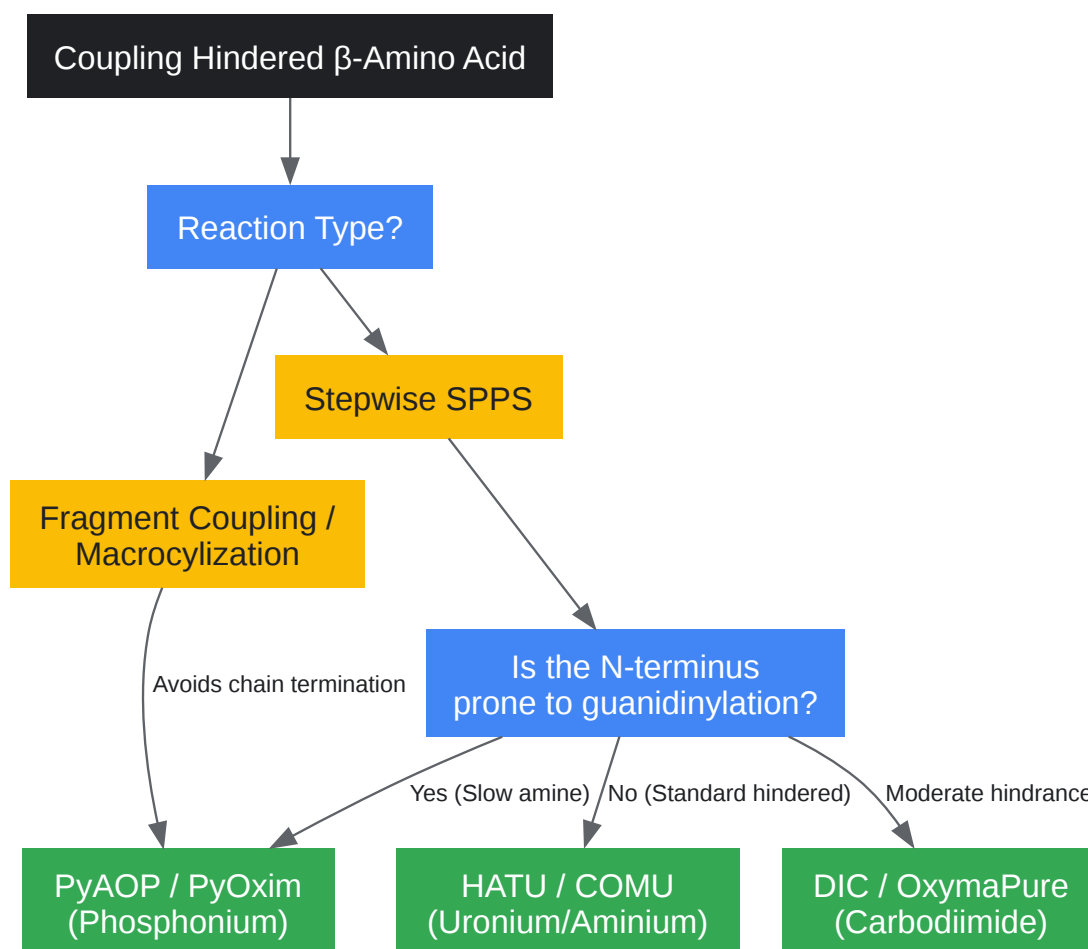 Coupling Hindered β-Amino Acid
Reaction Type?
Stepwise SPPS
Fragment Coupling /
Macrocylization
Avoids chain termination
Is the N-terminus
prone to guanidinylation?
Yes (Slow amine)
No (Standard hindered)
Moderate hindrance
PyAOP / PyOxim
(Phosphonium)
HATU / COMU
(Uronium/Aminium)
DIC / OxymaPure
(Carbodiimide)